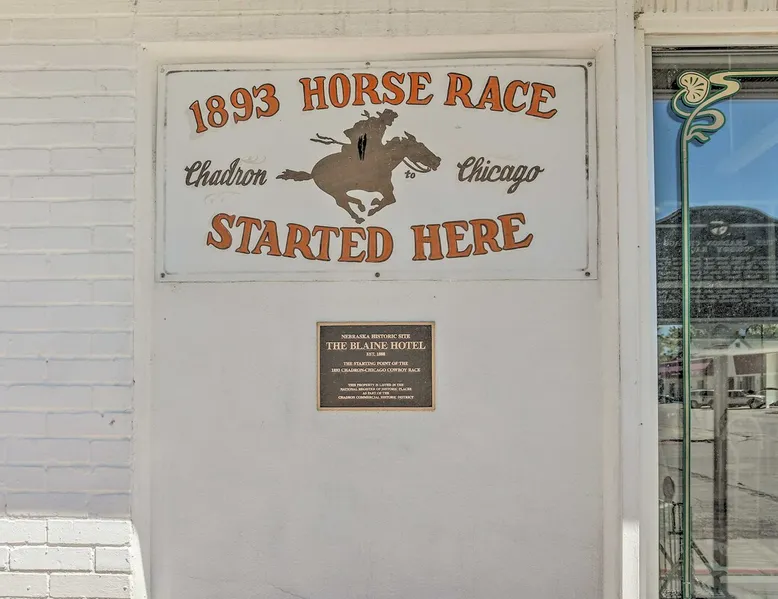 1893 HORSE RACE
Chadron to Chicago
STARTED HERE
NEBRASKA HISTORIC SITE
THE BLAINE HOTEL
EST. 1888
THE STARTING POINT OF THE
1893 CHADRON-CHICAGO COWBOY RACE
THIS PROPERTY IS LISTED IN THE
NATIONAL REGISTER OF HISTORIC PLACES
AS PART OF THE
CHADRON COMMERCIAL HISTORIC DISTRICT